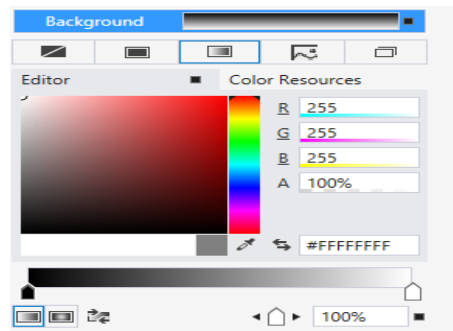 Background
Editor Color Resources
R 255
G 255
B 255
A 100%
#FFFFFFFF
100%